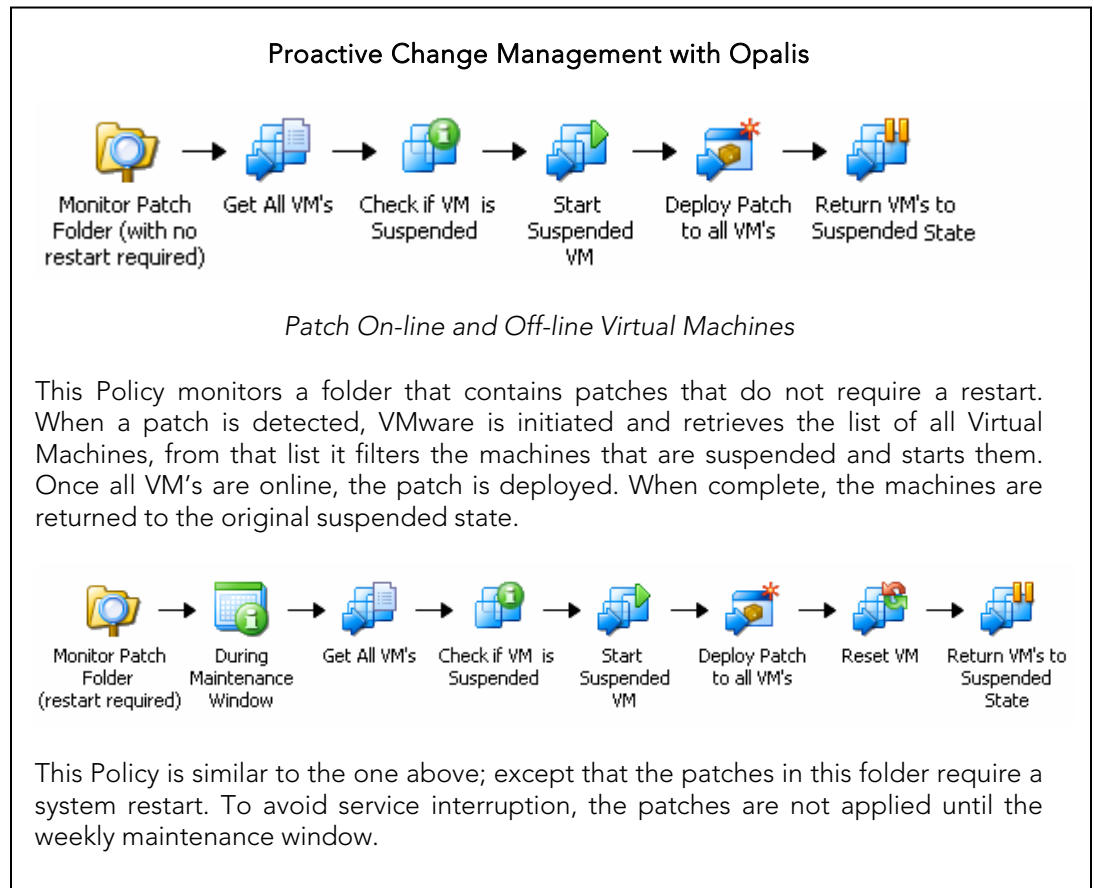 Proactive Change Management with Opalis
Monitor Patch
Folder (with no
restart required)
Get All VM's
Check if VM is
Suspended
Start
Suspended
VM
Deploy Patch
to all VM's
Return VM's to
Suspended State
Patch On-line and Off-line Virtual Machines
This Policy monitors a folder that contains patches that do not require a restart.
When a patch is detected, VMware is initiated and retrieves the list of all Virtual
Machines, from that list it filters the machines that are suspended and starts them.
Once all VM's are online, the patch is deployed. When complete, the machines are
returned to the original suspended state.
Monitor Patch
Folder
(restart required)
During
Maintenance
Window
Get All VM's
Check if VM is
Suspended
Start
Suspended
VM
Deploy Patch
to all VM's
Reset VM
Return VM's to
Suspended
State
This Policy is similar to the one above; except that the patches in this folder require a
system restart. To avoid service interruption, the patches are not applied until the
weekly maintenance window.